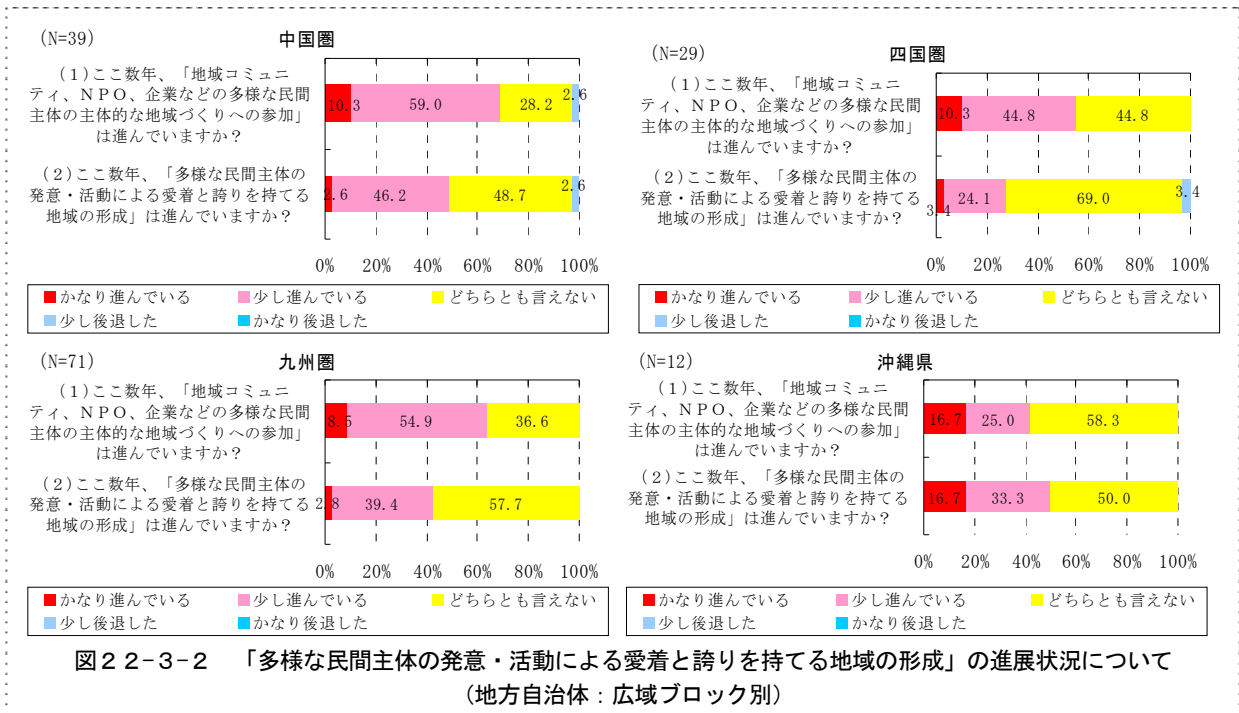 (N=39)
中国圏
(1)ここ数年、「地域コミュニ
ティ、NPO、企業などの多様な民間
主体の主体的な地域づくりへの参加」
は進んでいますか？
10.3
59.0
28.2
2.6
(2)ここ数年、「多様な民間主体の
発意・活動による愛着と誇りを持てる
地域の形成」は進んでいますか？
2.6
46.2
48.7
2.6
0% 20% 40% 60% 80% 100%
かなり進んでいる 少し進んでいる どちらとも言えない
少し後退した かなり後退した
(N=29)
四国圏
(1)ここ数年、「地域コミュニ
ティ、NPO、企業などの多様な民間
主体の主体的な地域づくりへの参加」
は進んでいますか？
10.3
44.8
44.8
(2)ここ数年、「多様な民間主体の
発意・活動による愛着と誇りを持てる
地域の形成」は進んでいますか？
3.4
24.1
69.0
3.4
0% 20% 40% 60% 80% 100%
かなり進んでいる 少し進んでいる どちらとも言えない
少し後退した かなり後退した
(N=71)
九州圏
(1)ここ数年、「地域コミュニ
ティ、NPO、企業などの多様な民間
主体の主体的な地域づくりへの参加」
は進んでいますか？
8.5
54.9
36.6
(2)ここ数年、「多様な民間主体の
発意・活動による愛着と誇りを持てる
地域の形成」は進んでいますか？
2.8
39.4
57.7
0% 20% 40% 60% 80% 100%
かなり進んでいる 少し進んでいる どちらとも言えない
少し後退した かなり後退した
(N=12)
沖縄県
(1)ここ数年、「地域コミュニ
ティ、NPO、企業などの多様な民間
主体の主体的な地域づくりへの参加」
は進んでいますか？
16.7
25.0
58.3
(2)ここ数年、「多様な民間主体の
発意・活動による愛着と誇りを持てる
地域の形成」は進んでいますか？
16.7
33.3
50.0
0% 20% 40% 60% 80% 100%
かなり進んでいる 少し進んでいる どちらとも言えない
少し後退した かなり後退した
図２２-３-２ 「多様な民間主体の発意・活動による愛着と誇りを持てる地域の形成」の進展状況について
(地方自治体：広域ブロック別)